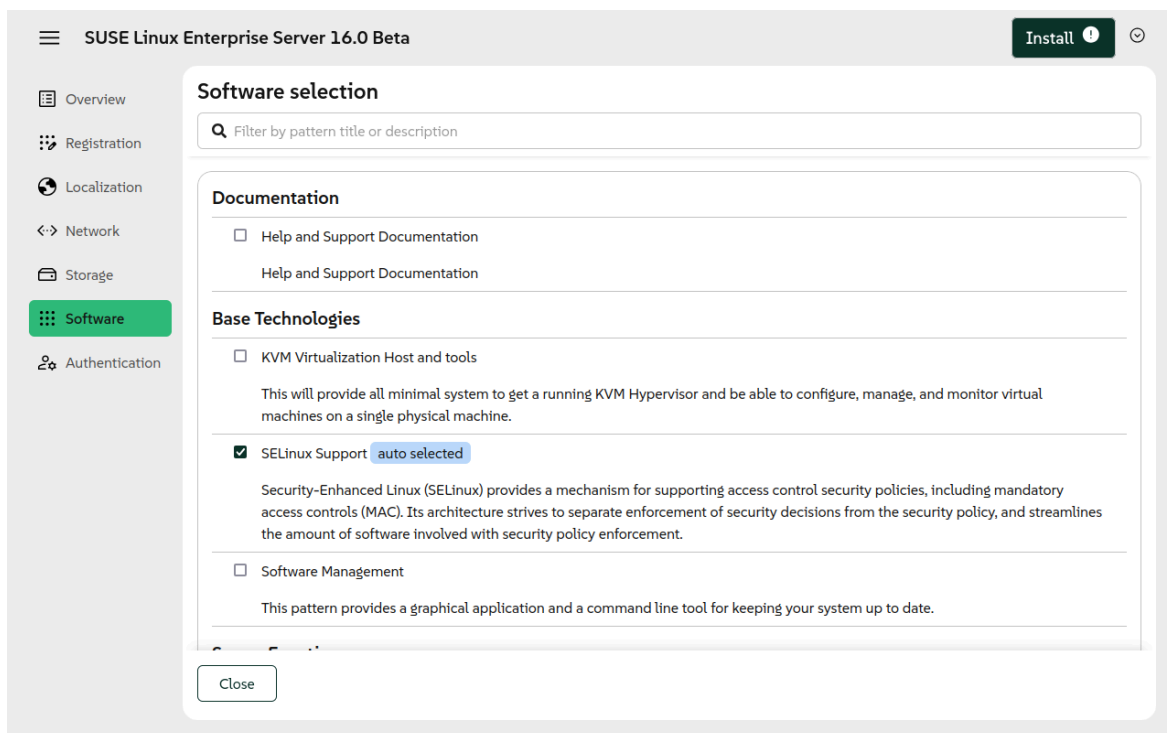 SUSE Linux Enterprise Server 16.0 Beta
Install
Overview
Registration
Localization
Network
Storage
Software
Authentication
Software selection
Filter by pattern title or description
Documentation
Help and Support Documentation
Help and Support Documentation
Base Technologies
KVM Virtualization Host and tools
This will provide all minimal system to get a running KVM Hypervisor and be able to configure, manage, and monitor virtual
machines on a single physical machine.
SELinux Support auto selected
Security-Enhanced Linux (SELinux) provides a mechanism for supporting access control security policies, including mandatory
access controls (MAC). Its architecture strives to separate enforcement of security decisions from the security policy, and streamlines
the amount of software involved with security policy enforcement.
Software Management
This pattern provides a graphical application and a command line tool for keeping your system up to date.
Close